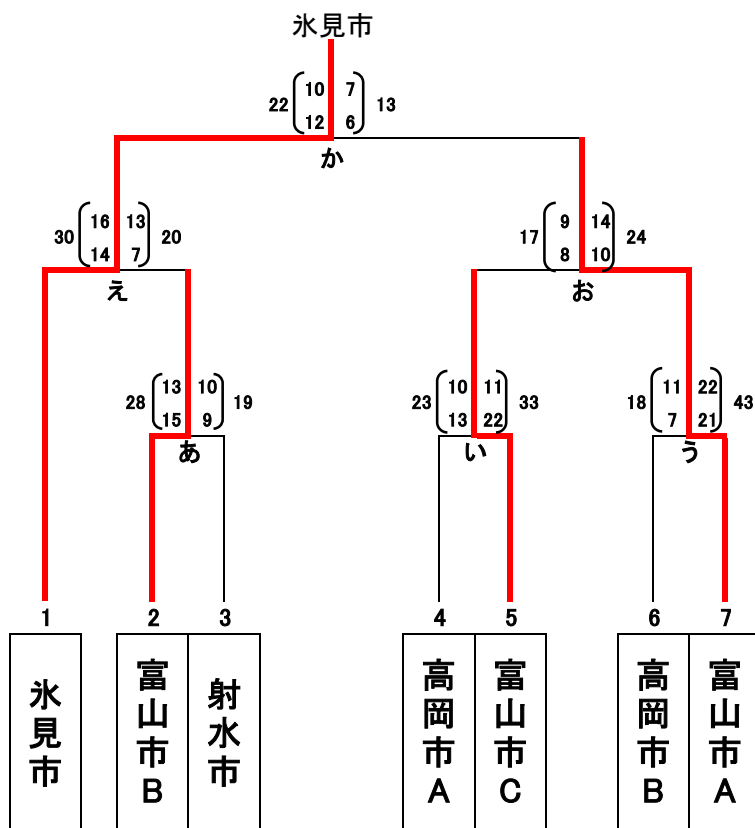 氷見市
10 7
22 13
12 6
か
16 13
30 20
14 7
え
9 14
17 24
8 10
お
13 10
28 19
15 9
あ
10 11
23 33
13 22
い
11 22
18 43
7 21
う
1 2 3 4 5 6 7
氷見市
富山市B
射水市
高岡市A
富山市C
高岡市B
富山市A